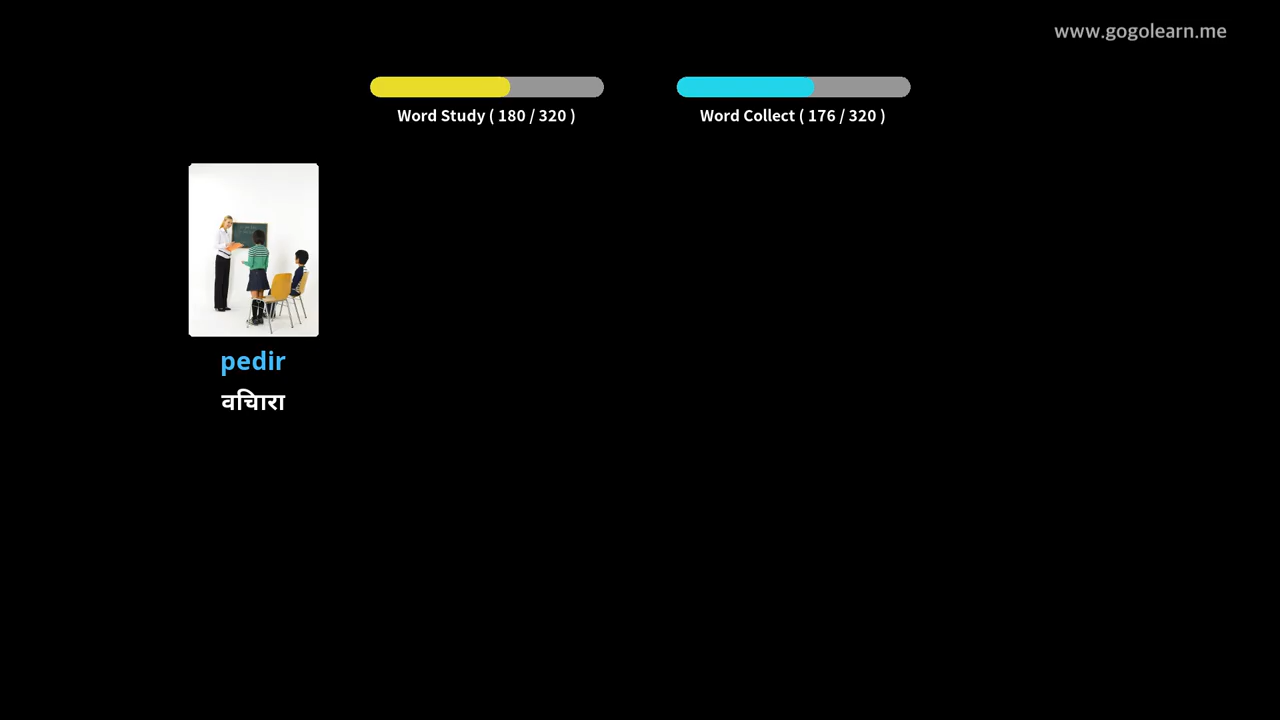 www.gogolearn.me
Word Study ( 180 / 320 )
Word Collect ( 176 / 320 )
pedir
वचािरा